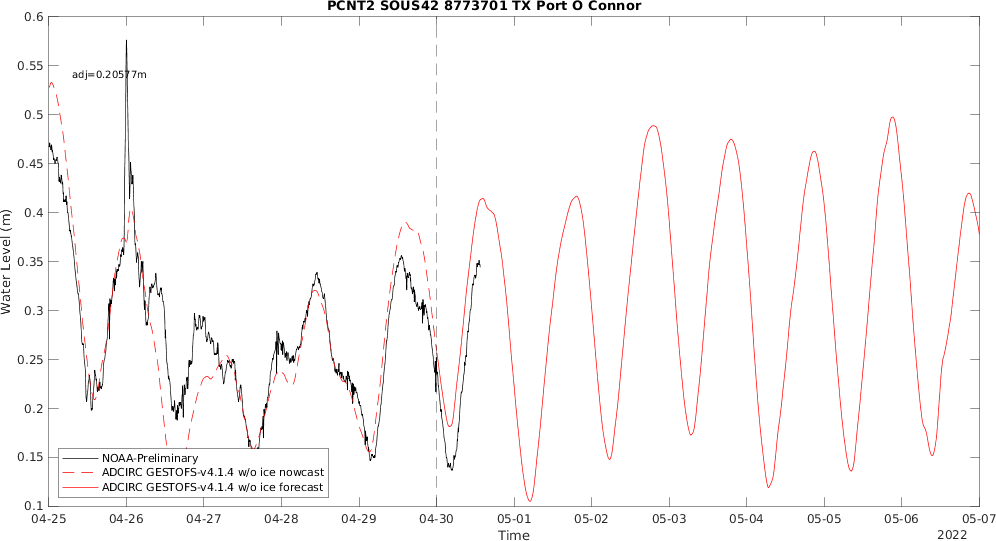 PCNT2 SOUS42 8773701 TX Port O Connor
0.6
0.55
adj=0.20577m
0.5
0.45
0.4
0.35
0.3
0.25
0.2
0.15
0.1
Water Level (m)
NOAA-Preliminary
ADCIRC GESTOFS-v4.1.4 w/o ice nowcast
ADCIRC GESTOFS-v4.1.4 w/o ice forecast
04-25 04-26 04-27 04-28 04-29 04-30 05-01 05-02 05-03 05-04 05-05 05-06 05-07
Time
2022